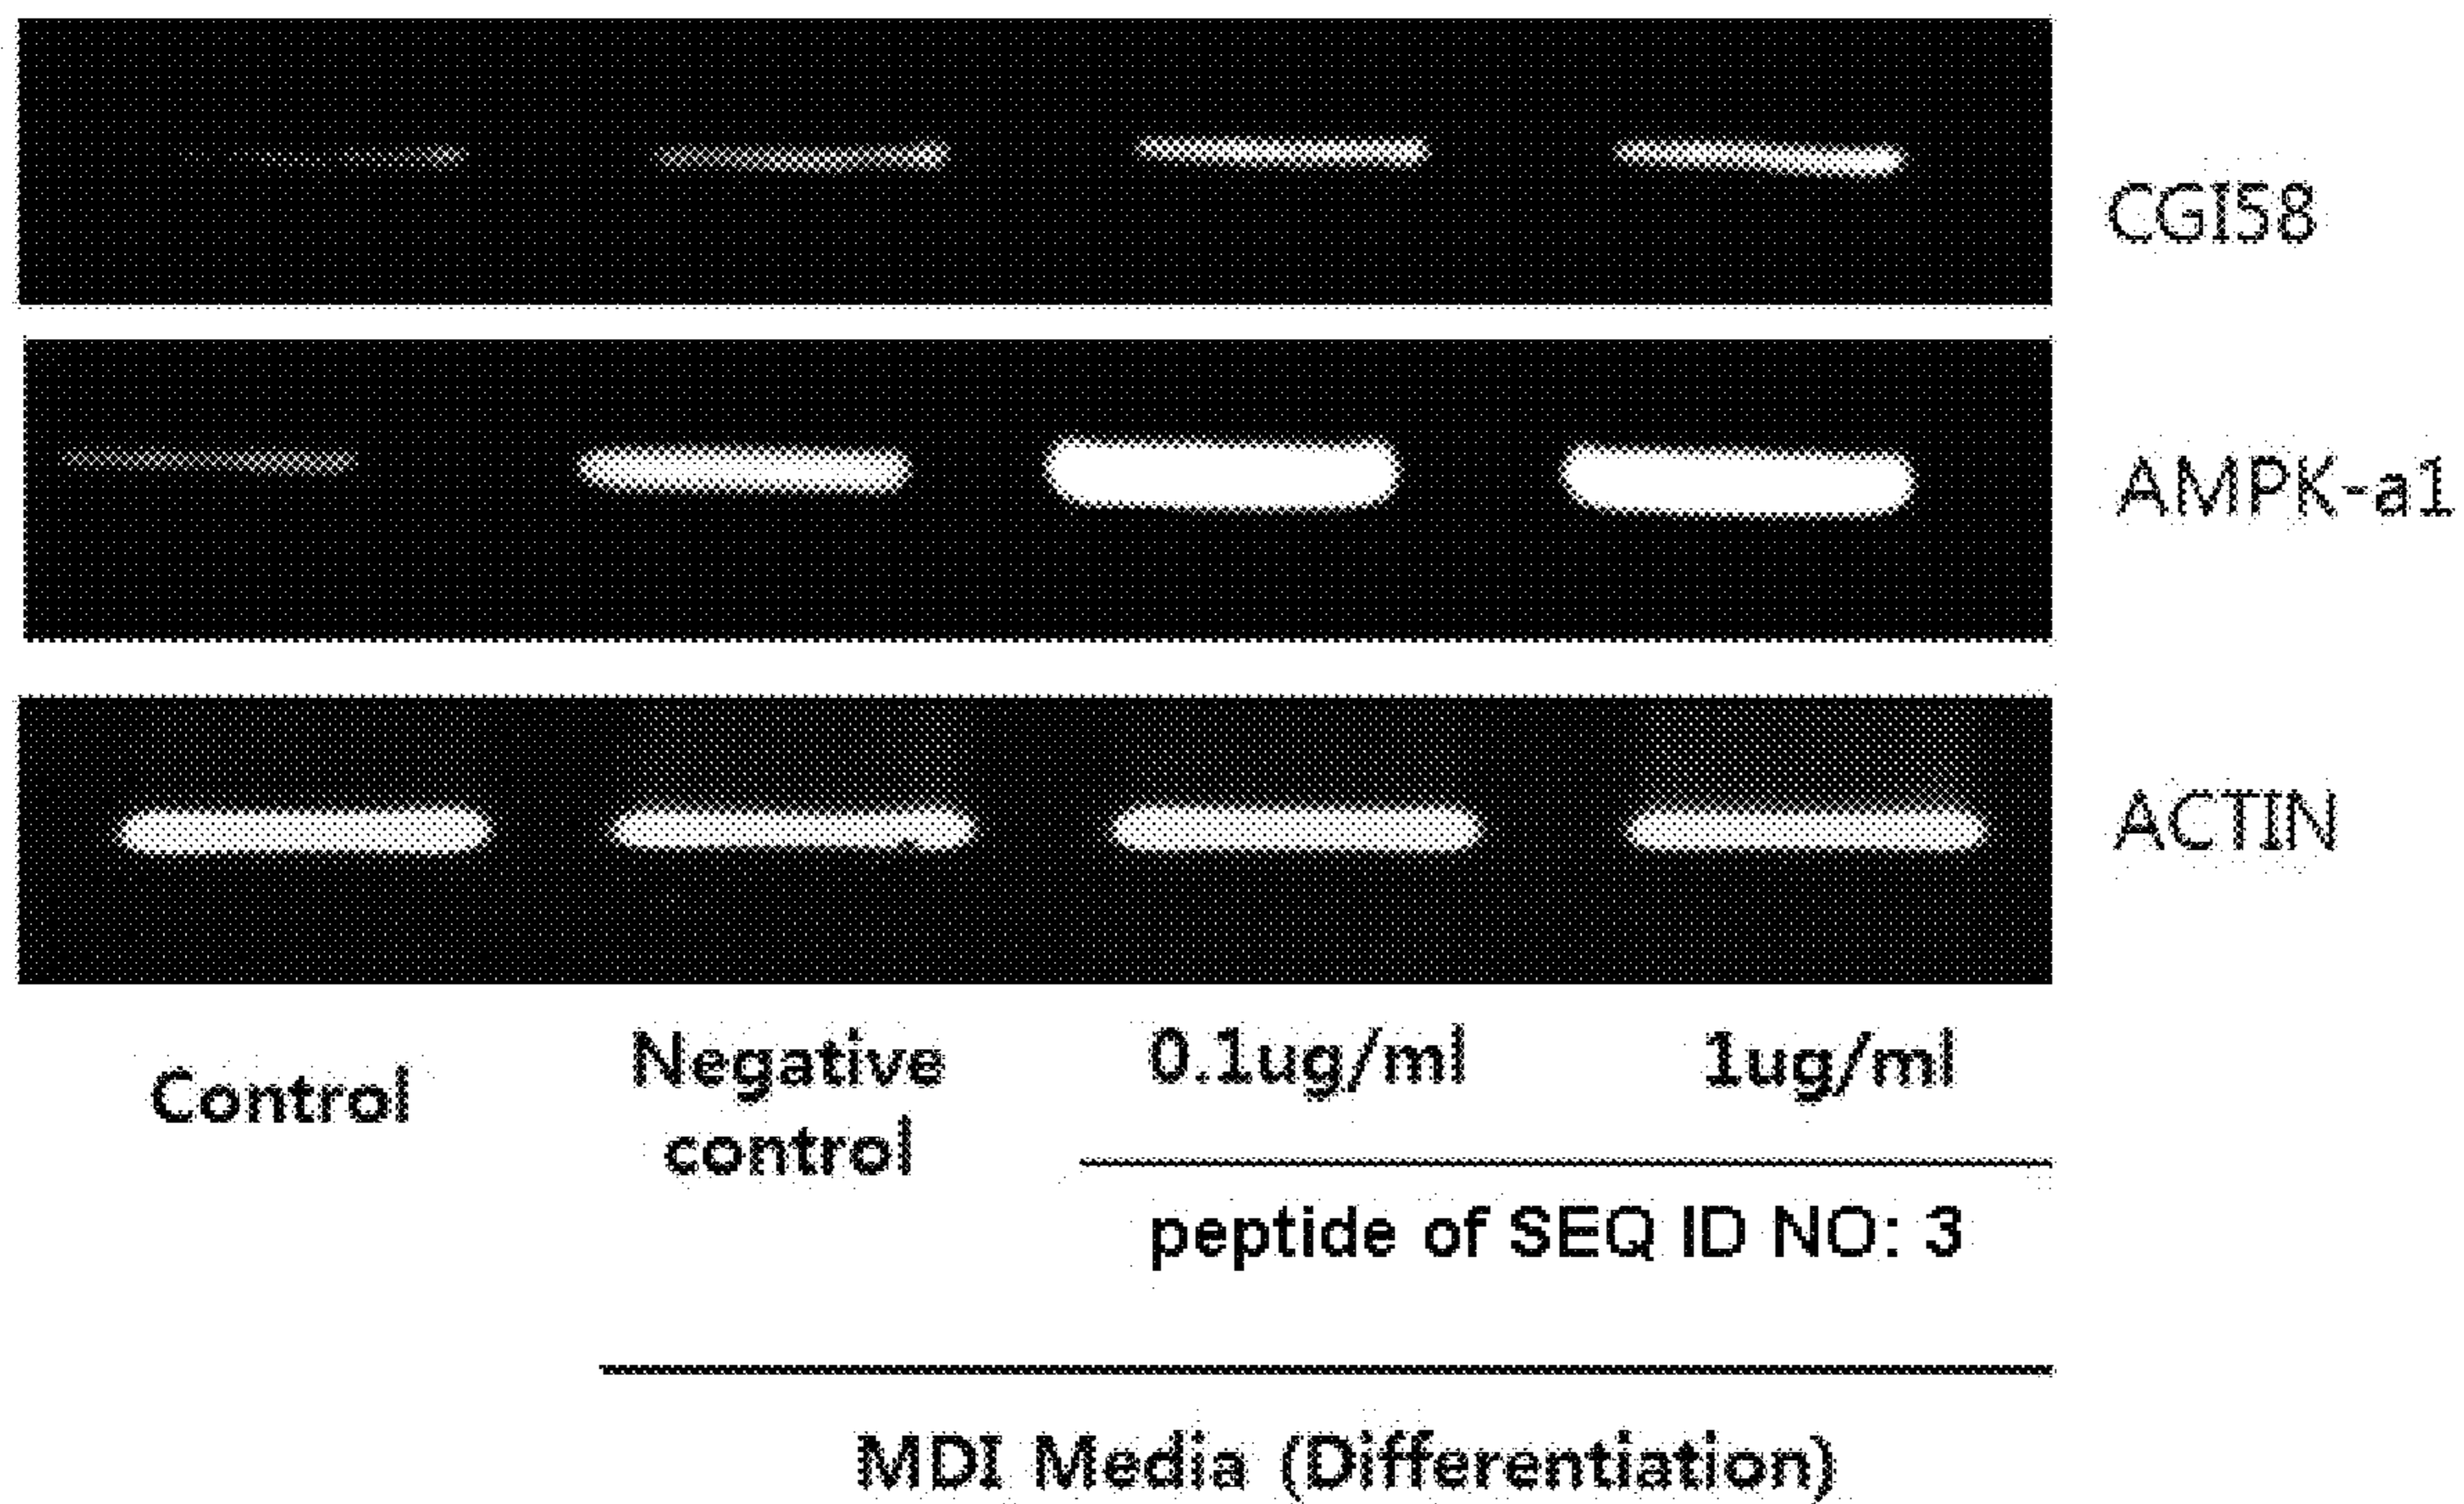 CGI58
AMPK-a1
ACTIN
Control
Negative
control
0.1ug/ml
1ug/ml
peptide of SEQ ID NO: 3
MDI Media (Differentiation)